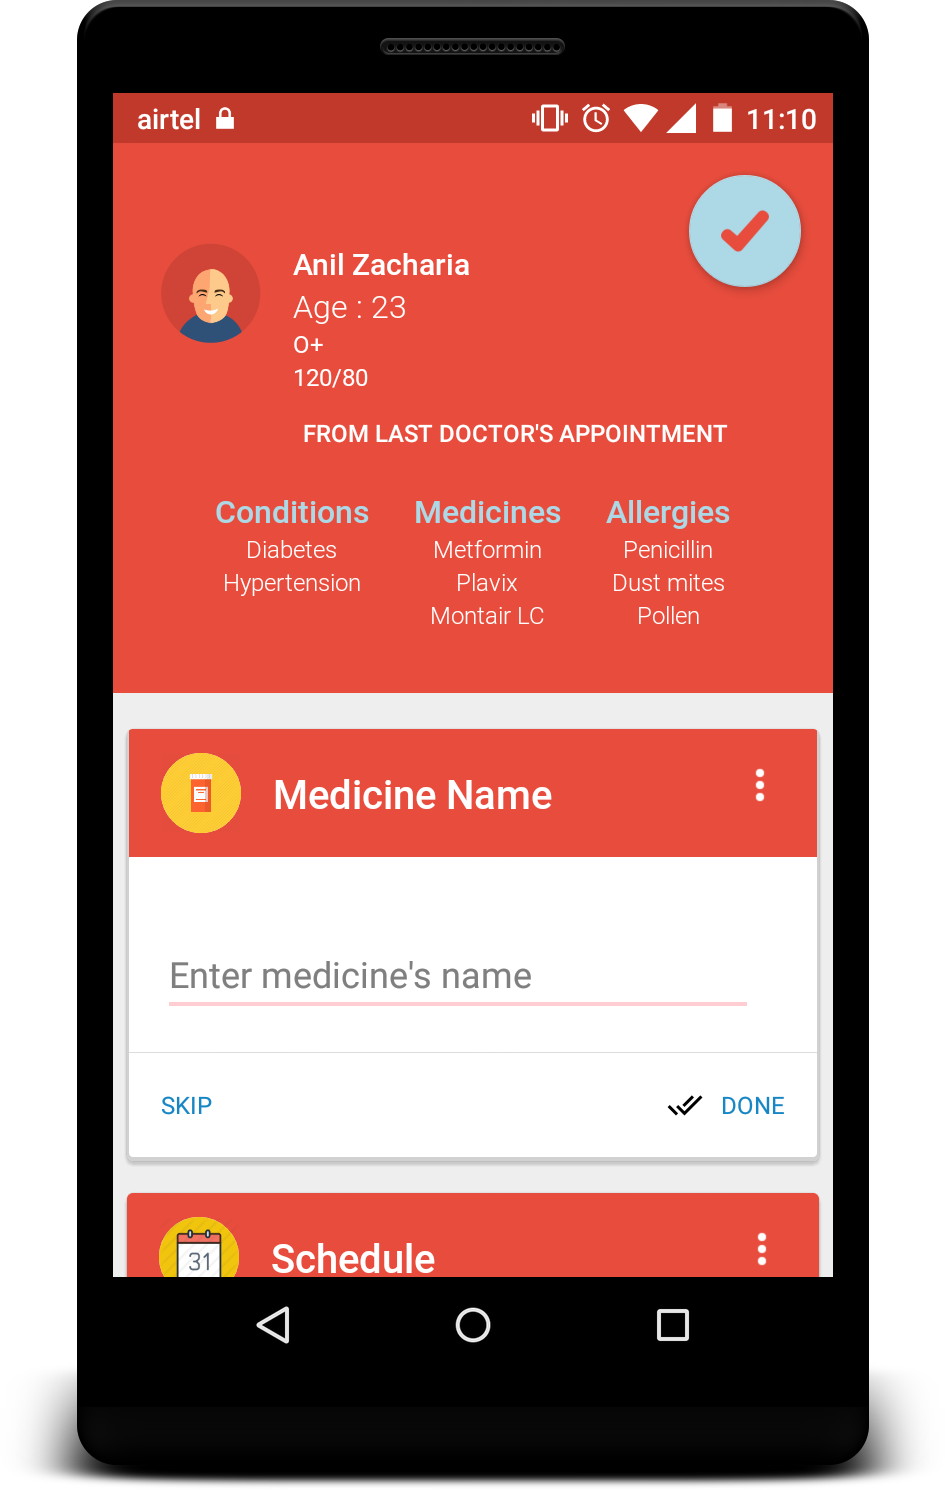 airtel 11:10
Anil Zacharia
Age : 23
O+
120/80
FROM LAST DOCTOR'S APPOINTMENT
Conditions Medicines Allergies
Diabetes Metformin Penicillin
Hypertension Plavix Dust mites
Montair LC Pollen
Medicine Name
Enter medicine's name
SKIP DONE
31 Schedule